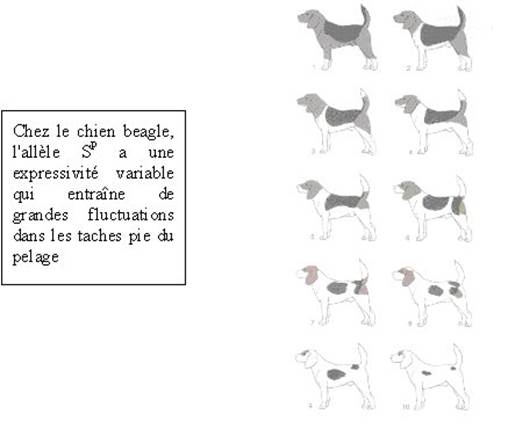 Chez le chien beagle,
l'allèle Sᵖ a une
expressivité variable
qui entraîne de
grandes fluctuations
dans les taches pie du
pelage
1 2
3 4
5 6
7 8
9 10